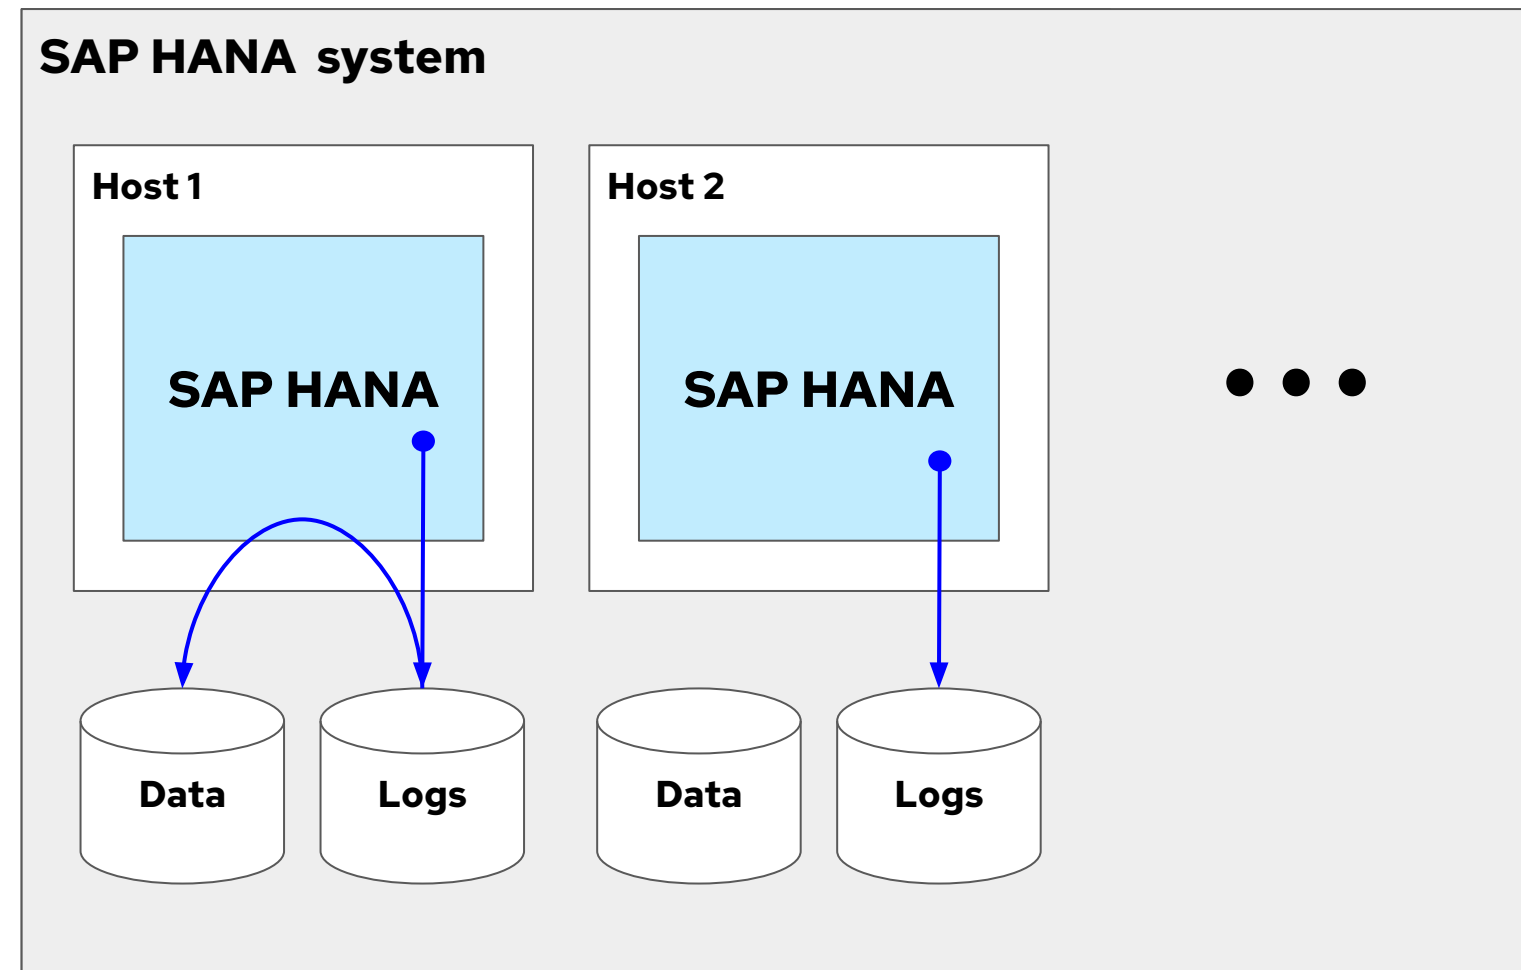 SAP HANA system
Host 1
Host 2
SAP HANA
SAP HANA
Data
Logs
Data
Logs